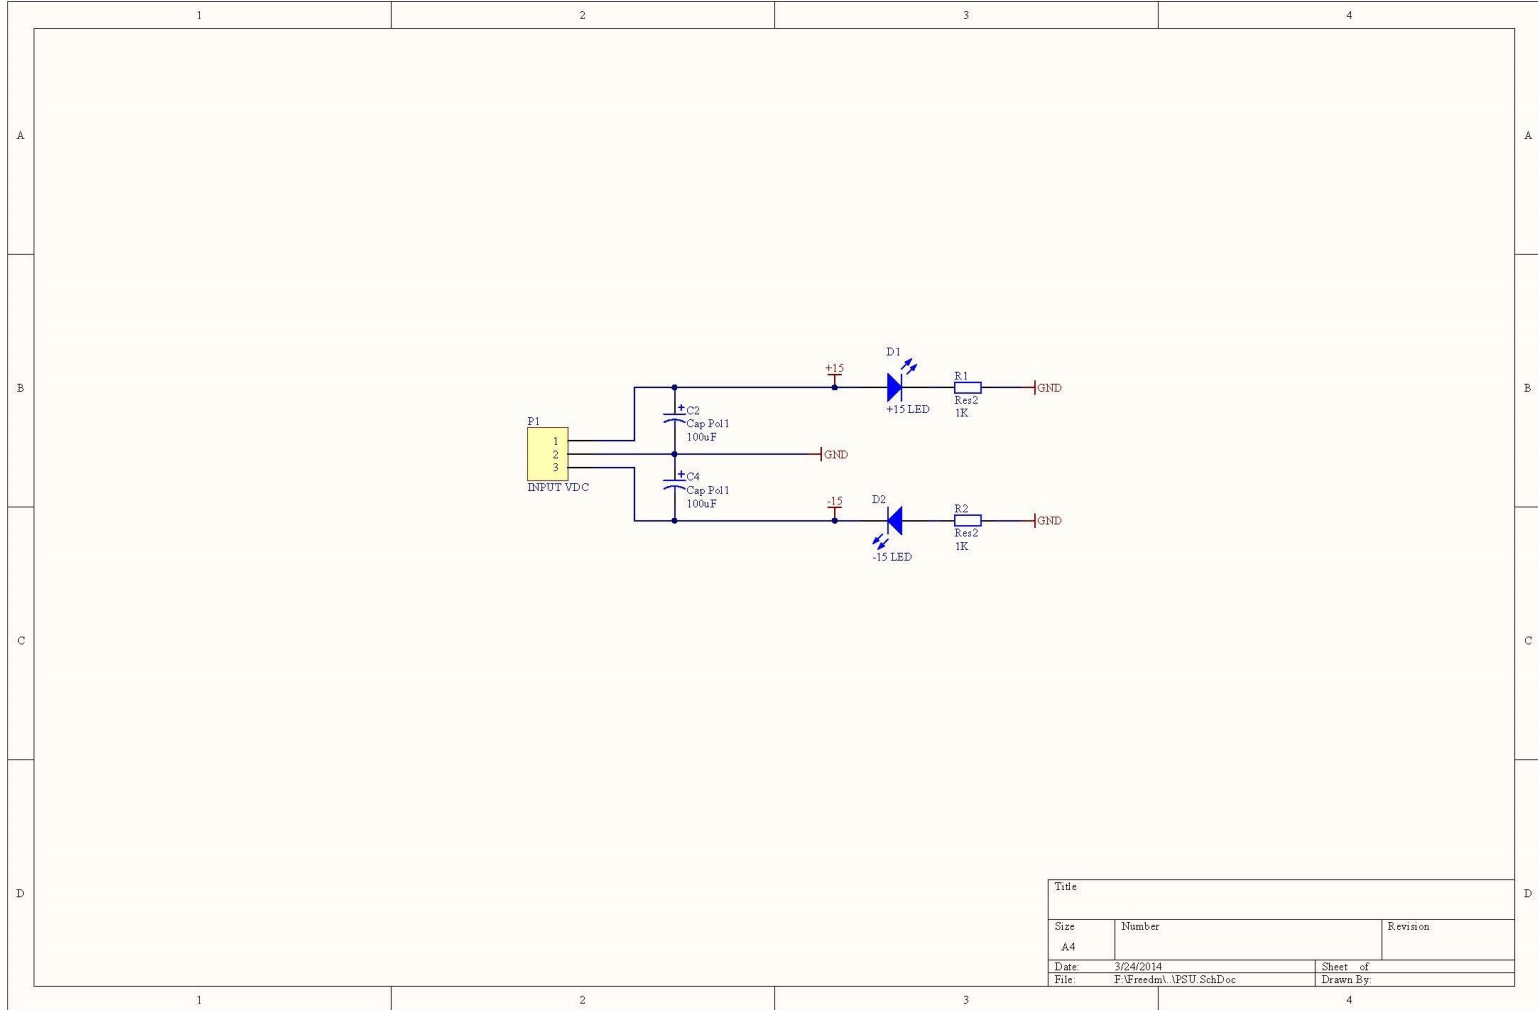 1 2 3 4
A A
D1
+15
R1
B GND B
Res2
+15 LED
1K
C2
Cap Pol1
100uF
P1
1
2 GND
3
INPUT VDC
C4
Cap Pol1
100uF
-15
D2
R2
GND
Res2
1K
-15 LED
C C
Title
D D
Size Number Revision
A4
Date: 3/24/2014 Sheet of
File: F:\Freedm\..\PSU.SchDoc Drawn By:
1 2 3 4